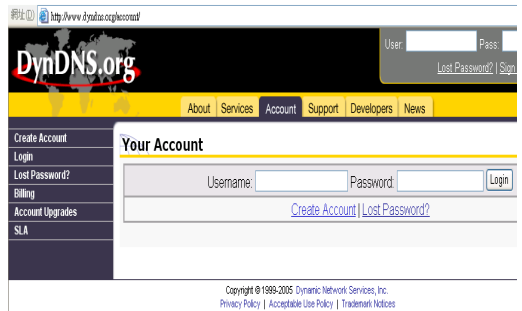 網址(D) http://www.dyndns.org/account/
User: Pass:
DynDNS.org
Lost Password? | Sign
About Services Account Support Developers News
Create Account
Login
Lost Password?
Billing
Account Upgrades
SLA
Your Account
Username: Password: Login
Create Account | Lost Password?
Copyright © 1999-2005 Dynamic Network Services, Inc.
Privacy Policy | Acceptable Use Policy | Trademark Notices